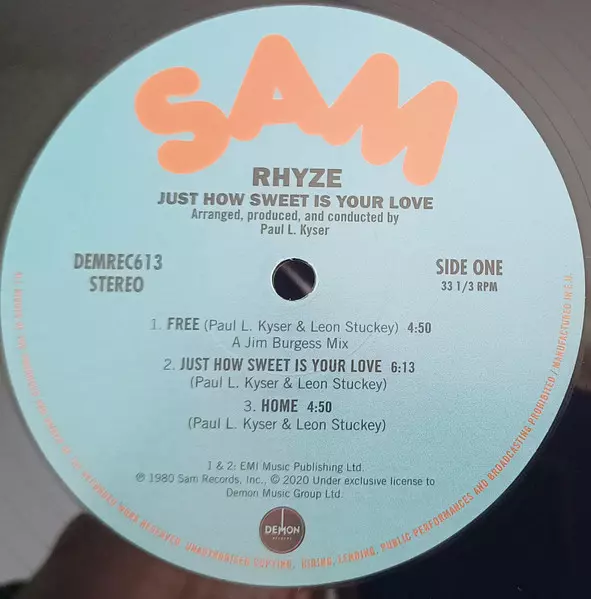 SAM
RHYZE
JUST HOW SWEET IS YOUR LOVE
Arranged, produced, and conducted by
Paul L. Kyser
DEMREC613
STEREO
SIDE ONE
33 1/3 RPM
1. FREE (Paul L. Kyser & Leon Stuckey) 4:50
A Jim Burgess Mix
2. JUST HOW SWEET IS YOUR LOVE 6:13
(Paul L. Kyser & Leon Stuckey)
3. HOME 4:50
(Paul L. Kyser & Leon Stuckey)
1 & 2: EMI Music Publishing Ltd.
℗ 1980 Sam Records, Inc., © 2020 Under exclusive license to
Demon Music Group Ltd.
DEMON
RECORDS
WORK RESERVED. UNAUTHORISED COPYING, HIRING, LENDING, PUBLIC PERFORMANCES AND BROADCASTING PROHIBITED / MANUFACTURED IN E.U.